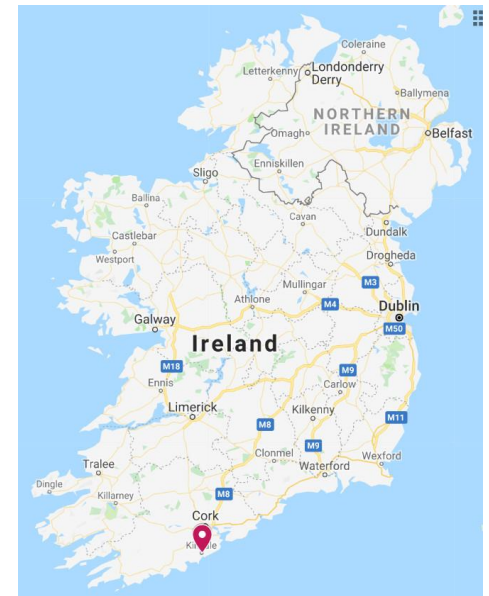 Coleraine
Letterkenny
Londonderry
Derry
Ballymena
NORTHERN
IRELAND
Omagh
Belfast
Enniskillen
Sligo
Ballina
Cavan
Dundalk
Castlebar
Drogheda
Westport
Mullingar
M3
Athlone
M4
Dublin
Galway
M50
Ireland
M18
M9
Ennis
Carlow
Limerick
Kilkenny
M11
M8
M9
Clonmel
Wexford
Tralee
Waterford
Dingle
Killarney
M8
Cork